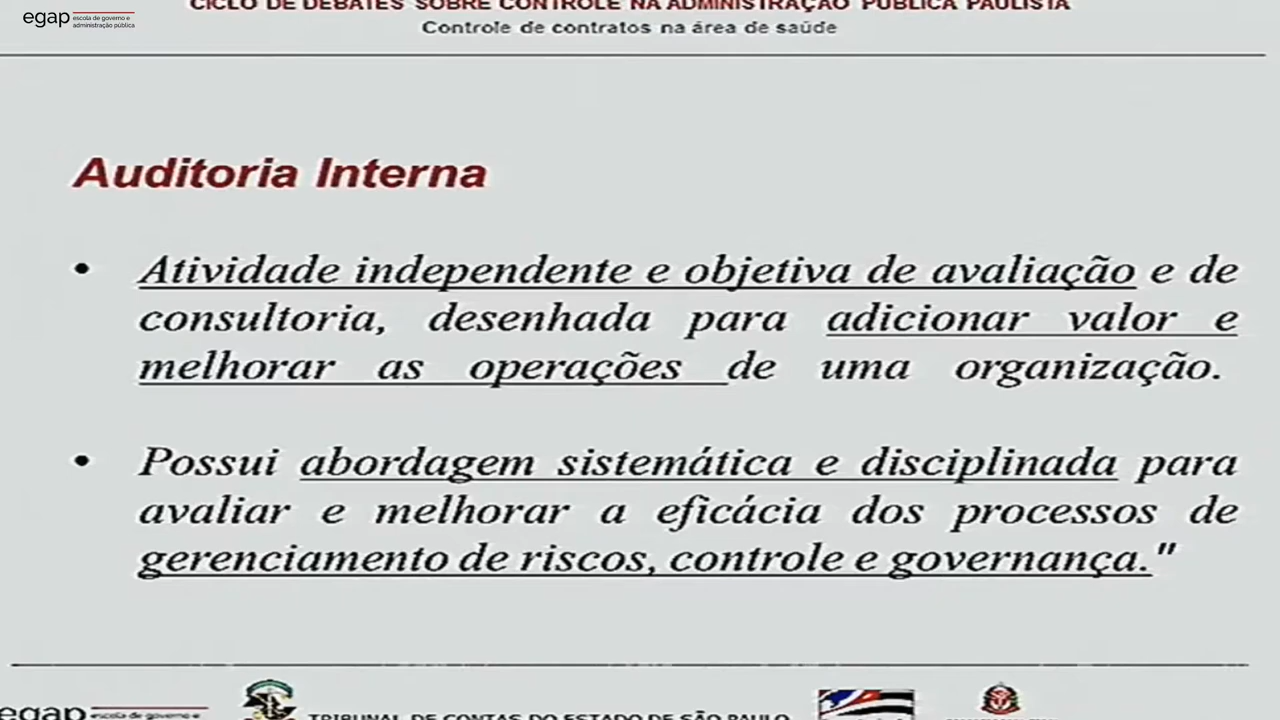 egap escola de governo e
administração pública
CICLO DE DEBATES SOBRE CONTROLE NA ADMINISTRAÇÃO PÚBLICA PAULISTA
Controle de contratos na área de saúde
Auditoria Interna
• Atividade independente e objetiva de avaliação e de
consultoria, desenhada para adicionar valor e
melhorar as operações de uma organização.
• Possui abordagem sistemática e disciplinada para
avaliar e melhorar a eficácia dos processos de
gerenciamento de riscos, controle e governança."
egap escola de governo e
TRIBUNAL DE CONTAS DO ESTADO DE SÃO PAULO